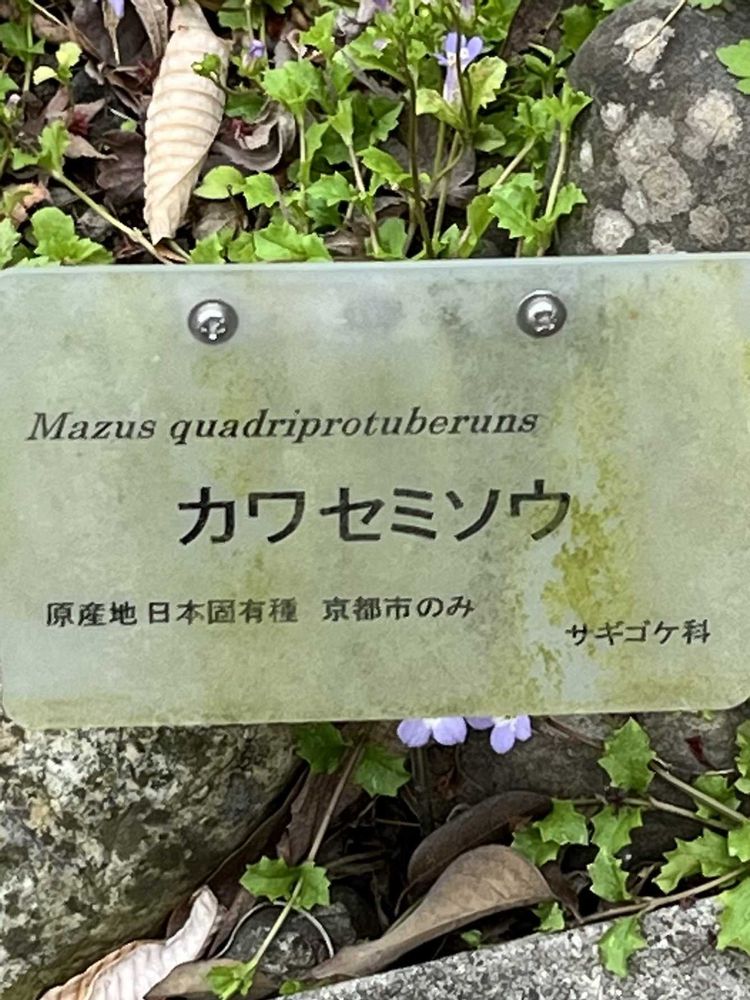 Mazus quadriprotuberuns
カワセミソウ
原産地 日本固有種 京都市のみ
サギゴケ科